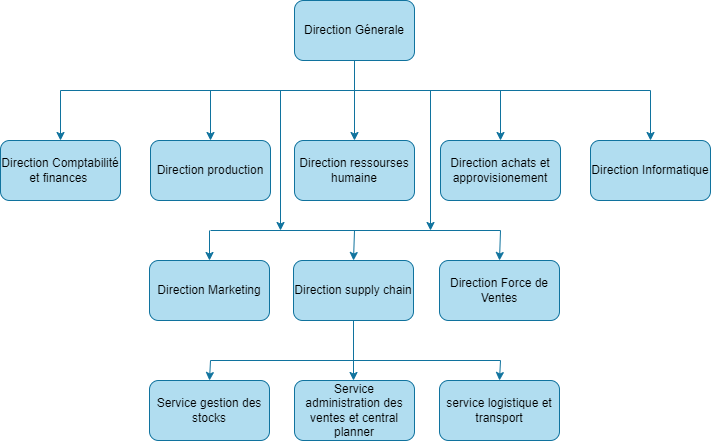 Direction Génerale
Direction Comptabilité
et finances
Direction production
Direction ressourses
humaine
Direction achats et
approvisionement
Direction Informatique
Direction Marketing
Direction supply chain
Direction Force de
Ventes
Service gestion des
stocks
Service
administration des
ventes et central
planner
service logistique et
transport